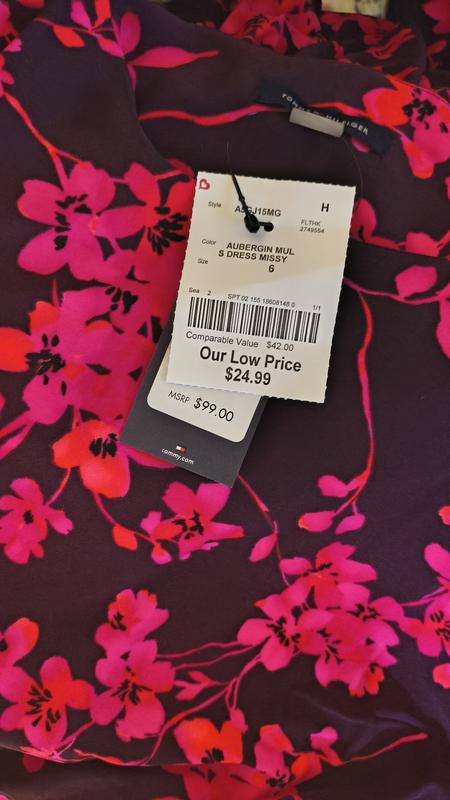 TOMMY HILFIGER
Style
H
FLTHK
2749554
Color
AUBERGIN MUL
S DRESS MISSY
Size
6
Sea 2
SPT 02 155 18608148 0
1/1
Comparable Value $42.00
Our Low Price
$24.99
MSRP $99.00
tommy.com